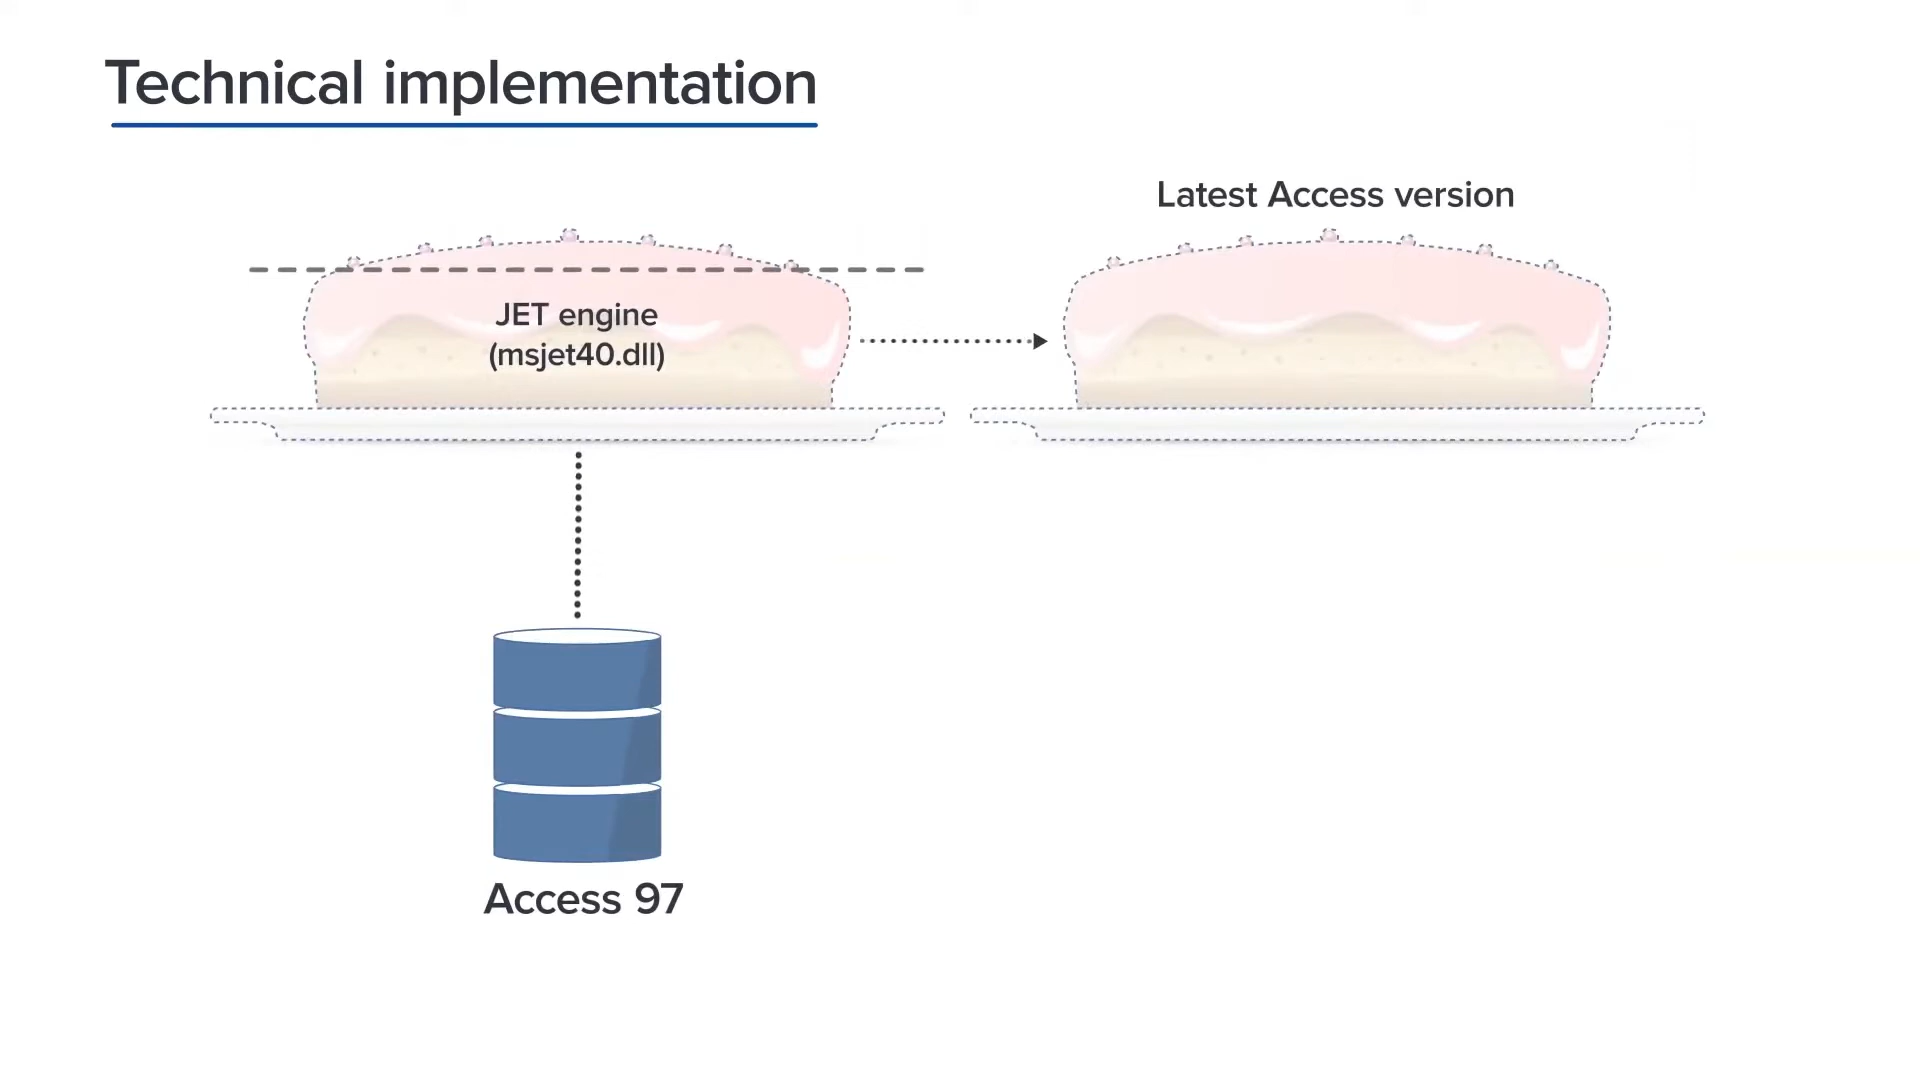 Technical implementation
Latest Access version
JET engine
(msjet40.dll)
Access 97